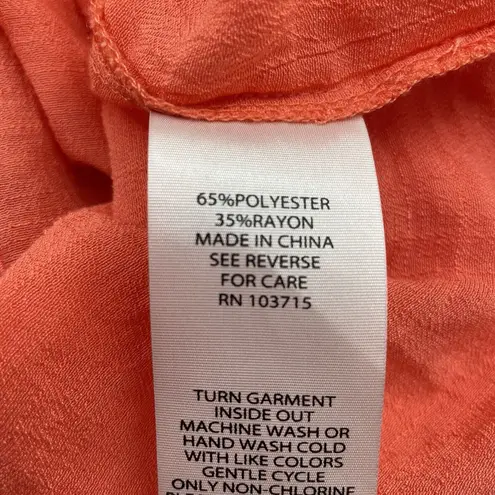 65%POLYESTER
35%RAYON
MADE IN CHINA
SEE REVERSE
FOR CARE
RN 103715
TURN GARMENT
INSIDE OUT
MACHINE WASH OR
HAND WASH COLD
WITH LIKE COLORS
GENTLE CYCLE
ONLY NON-CHLORINE